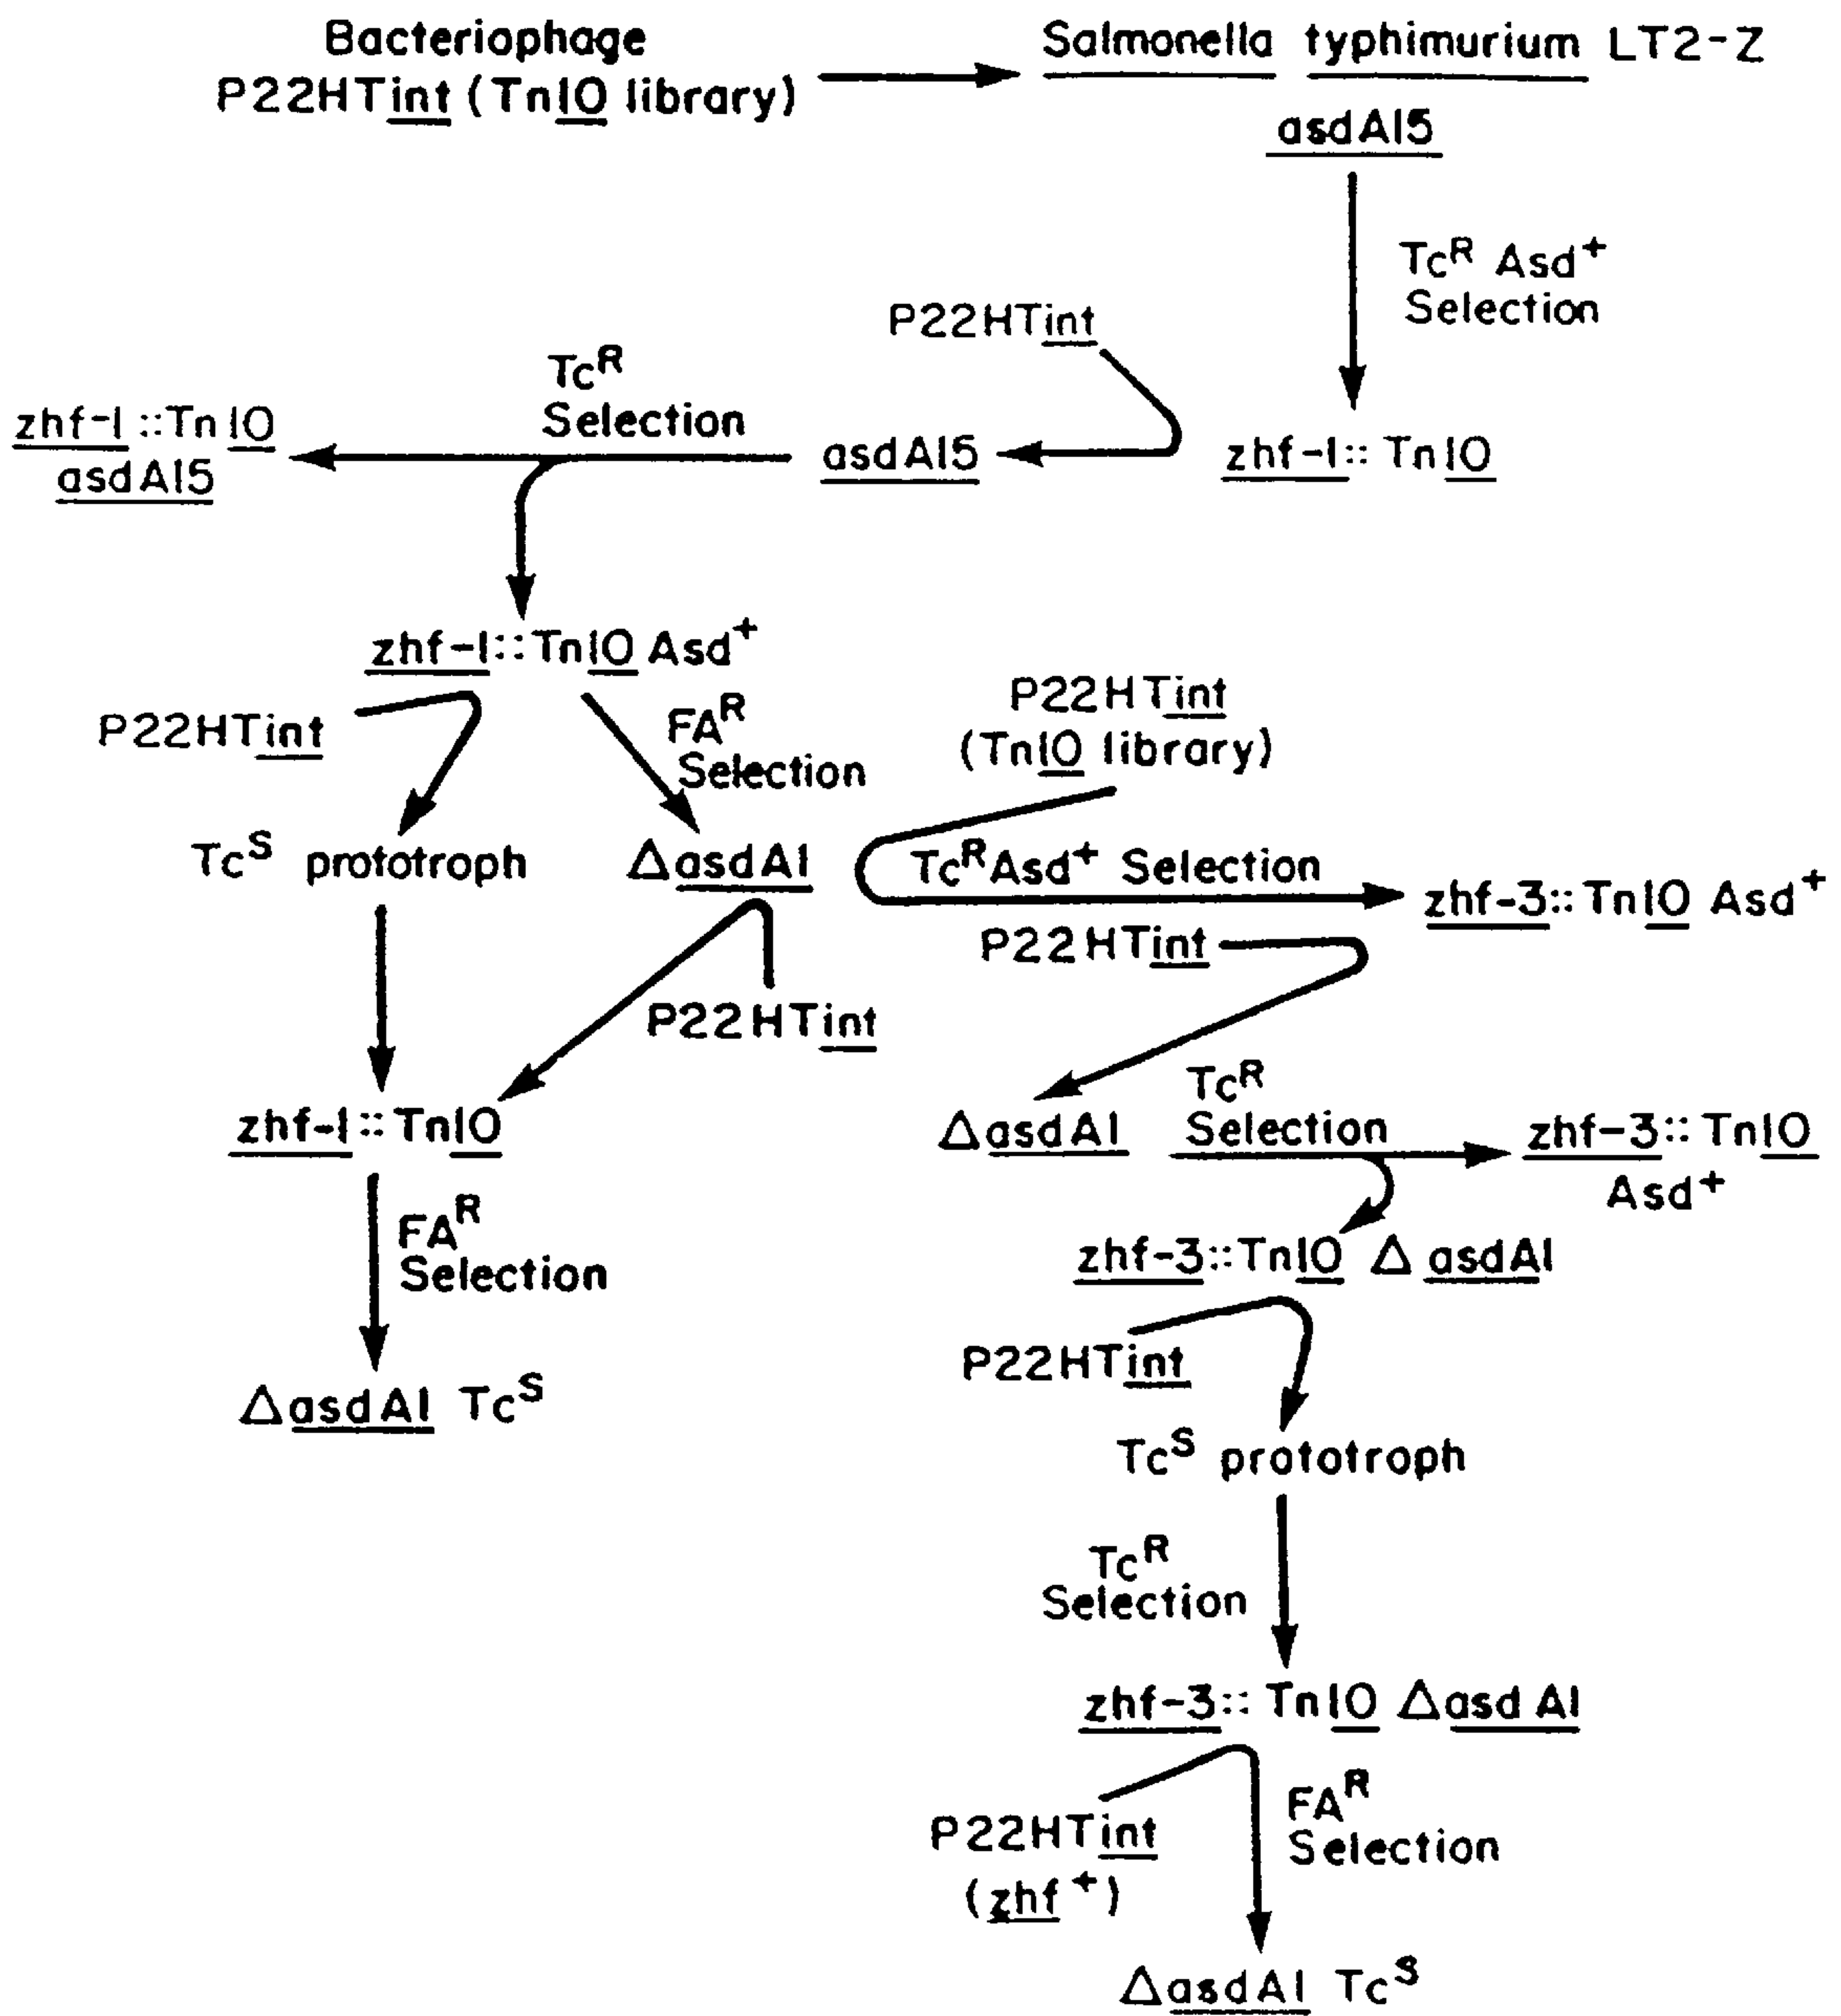 Bacteriophage
P22HTint (Tn10 library)
Salmonella typhimurium LT2-Z
asdA15
TcR Asd+
Selection
P22HTint
TcR
Selection
zhf-1::Tn10
asdA15
asdA15
zhf-1::Tn10
zhf-1::Tn10 Asd+
P22HTint
FAR
Selection
P22HTint
(Tn10 library)
TcS prototroph
ΔasdA1
TcRAsd+ Selection
zhf-3::Tn10 Asd+
P22HTint
P22HTint
zhf-1::Tn10
ΔasdA1
TcR
Selection
zhf-3::Tn10
Asd+
FAR
Selection
zhf-3::Tn10 ΔasdA1
P22HTint
ΔasdA1 TcS
TcS prototroph
TcR
Selection
zhf-3::Tn10 ΔasdA1
P22HTint
(zhf+)
FAR
Selection
ΔasdA1 TcS